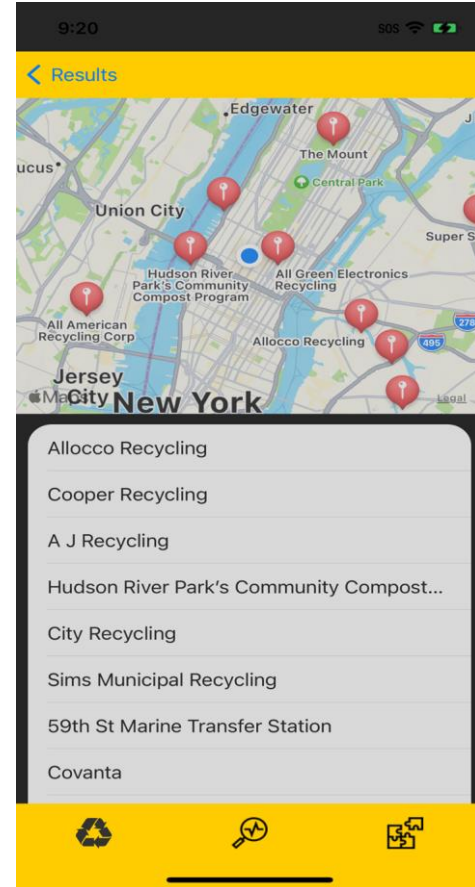 9:20
SOS
Results
Edgewater
J
The Mount
ucus
Central Park
Union City
Super S
Hudson River
Park's Community
Compost Program
All Green Electronics
Recycling
278
All American
Recycling Corp
Allocco Recycling
495
Jersey
City
Maps
New York
Legal
Allocco Recycling
Cooper Recycling
A J Recycling
Hudson River Park's Community Compost...
City Recycling
Sims Municipal Recycling
59th St Marine Transfer Station
Covanta